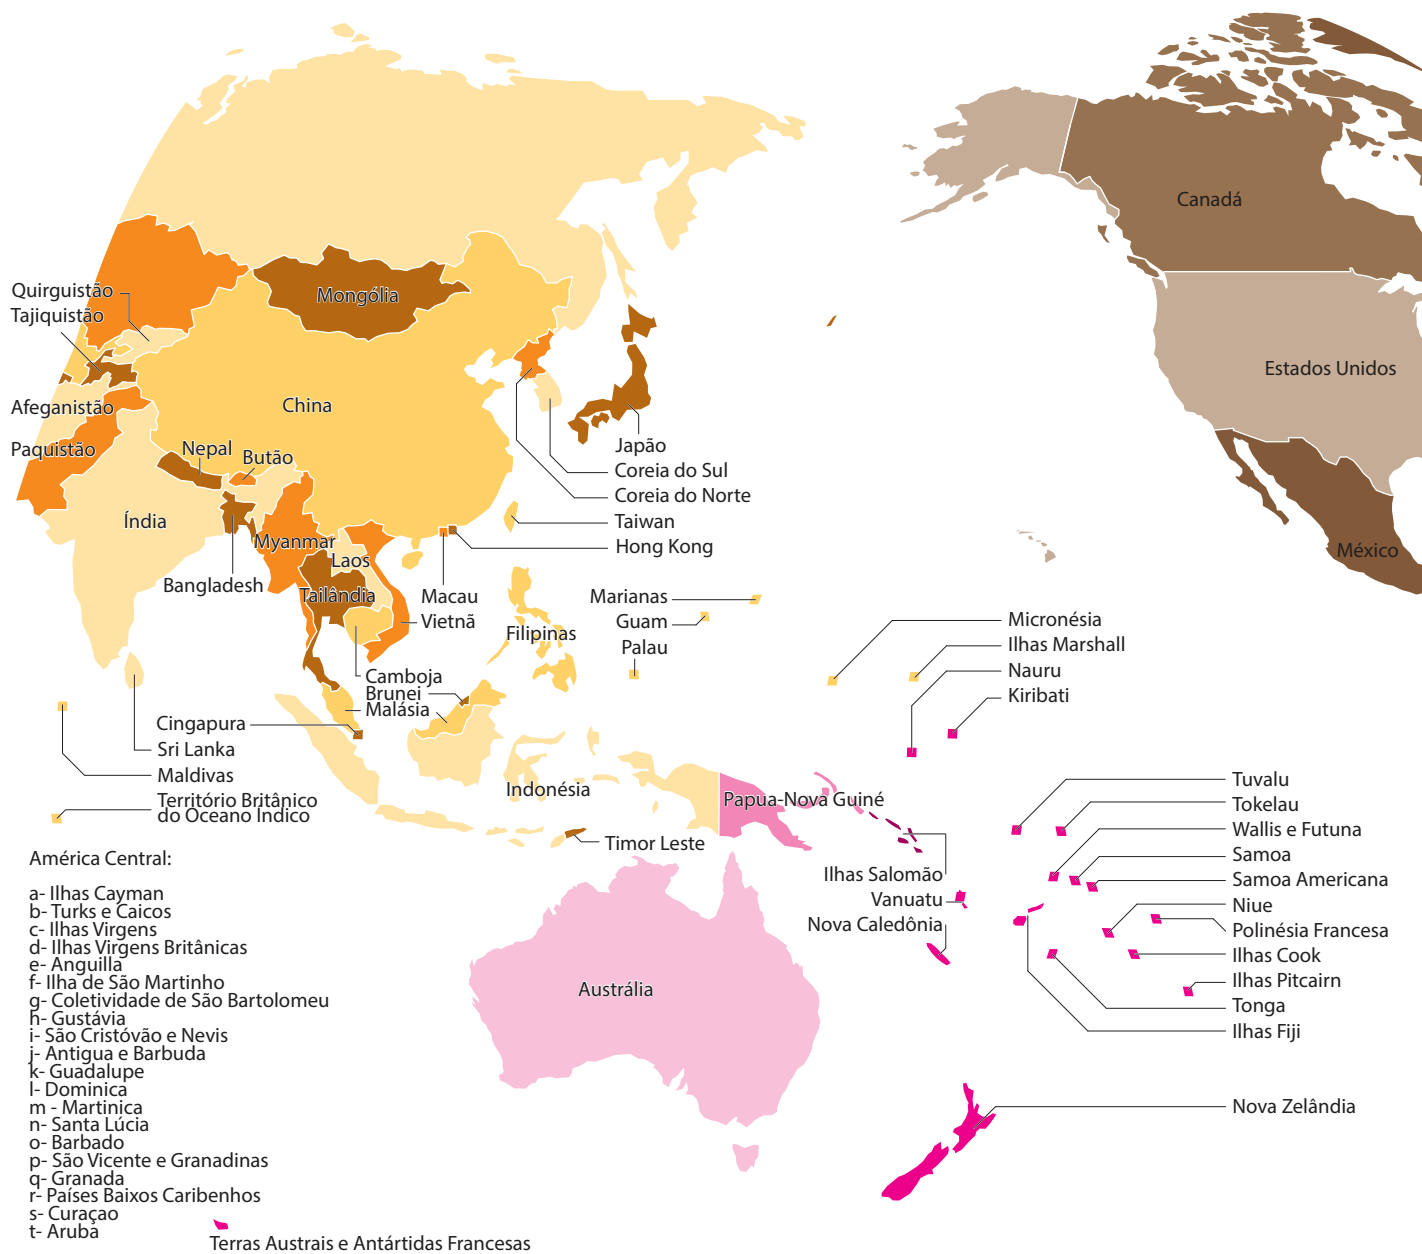 Canadá
Quirguistão
Mongólia
Tajiquistão
Estados Unidos
Afeganistão
China
Paquistão
Nepal
Butão
Japão
Coreia do Sul
Coreia do Norte
Índia
Taiwan
Myanmar
Hong Kong
México
Laos
Bangladesh
Tailândia
Macau
Marianas
Vietnã
Guam
Micronésia
Filipinas
Palau
Ilhas Marshall
Nauru
Camboja
Brunei
Kiribati
Malásia
Cingapura
Sri Lanka
Maldivas
Tuvalu
Indonésia
Papua-Nova Guiné
Território Britânico
do Oceano Índico
Tokelau
Wallis e Futuna
Timor Leste
Samoa
Ilhas Salomão
Samoa Americana
Vanuatu
Niue
Nova Caledônia
Polinésia Francesa
Ilhas Cook
Ilhas Pitcairn
Austrália
Tonga
Ilhas Fiji
Nova Zelândia
América Central:
a- Ilhas Cayman
b- Turks e Caicos
c- Ilhas Virgens
d- Ilhas Virgens Britânicas
e- Anguilla
f- Ilha de São Martinho
g- Coletividade de São Bartolomeu
h- Gustávia
i- São Cristóvão e Nevis
j- Antigua e Barbuda
k- Guadalupe
l- Dominica
m - Martinica
n- Santa Lúcia
o- Barbado
p- São Vicente e Granadinas
q- Granada
r- Países Baixos Caribenhos
s- Curaçao
t- Aruba
Terras Austrais e Antártidas Francesas